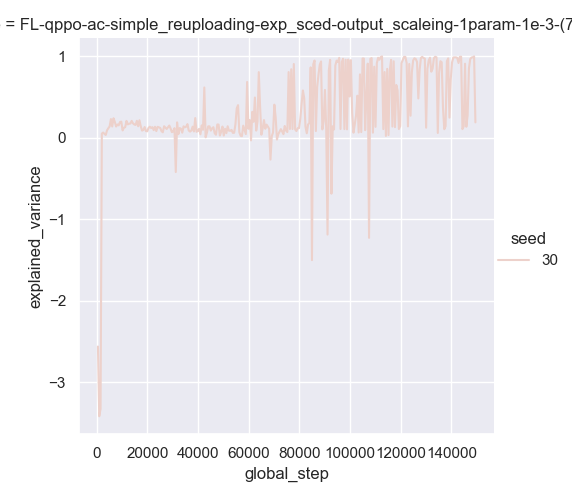 = FL-qppo-ac-simple_reuploading-exp_sced-output_scaleing-1param-1e-3-(7
explained_variance
1
0
−1
−2
−3
0 20000 40000 60000 80000 100000 120000 140000
global_step
seed
30